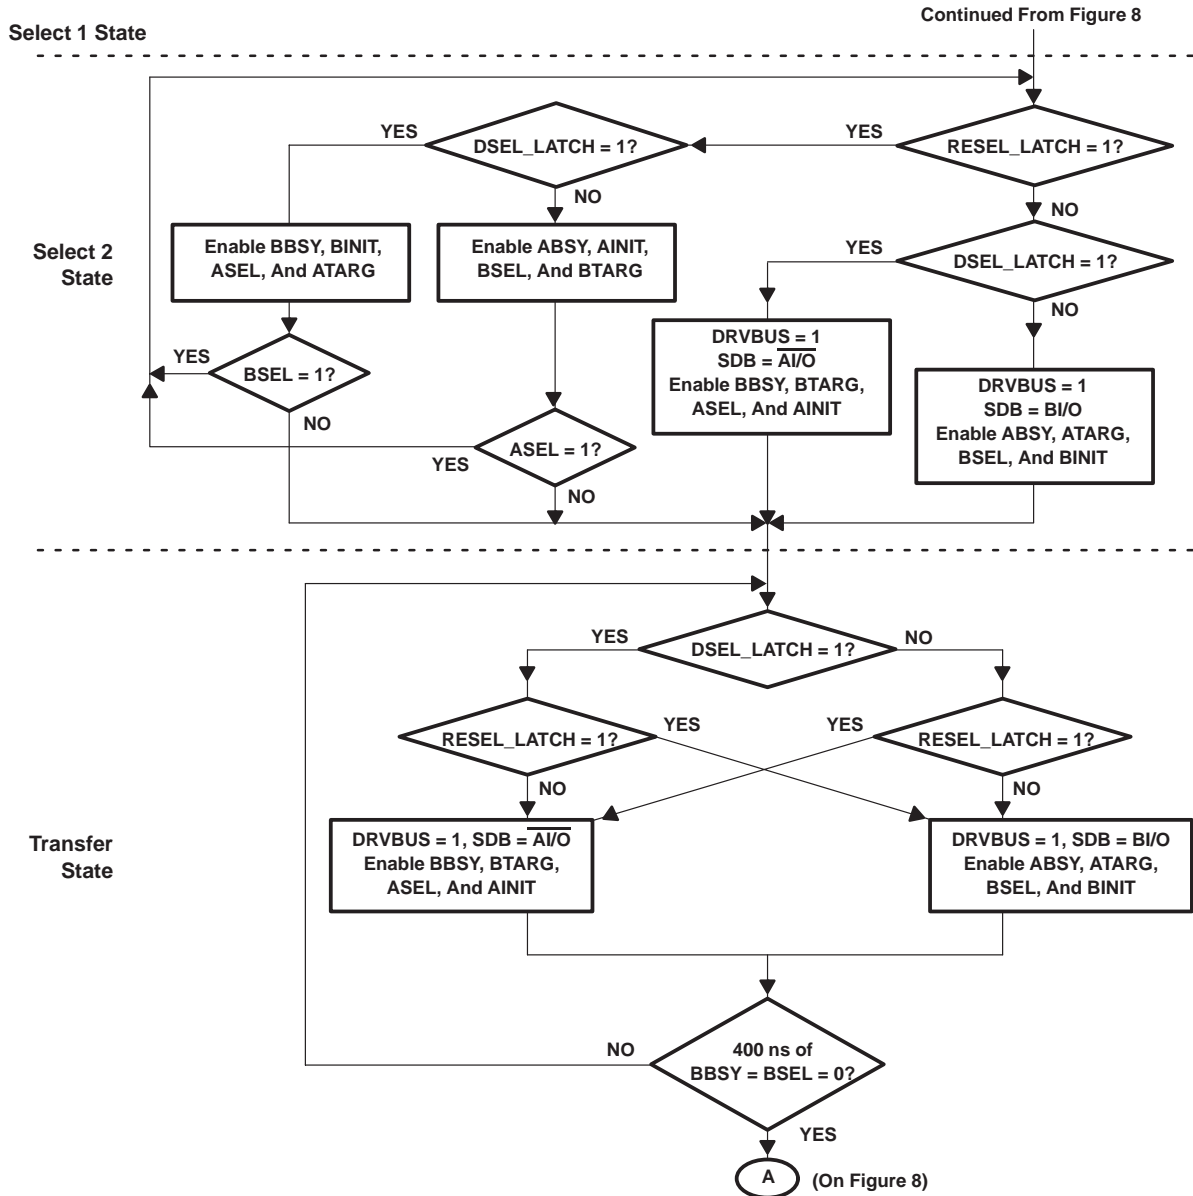 Continued From Figure 8
Select 1 State
YES
DSEL_LATCH = 1?
YES
RESEL_LATCH = 1?
NO
NO
Select 2
State
Enable BBSY, BINIT,
ASEL, And ATARG
Enable ABSY, AINIT,
BSEL, And BTARG
YES
DSEL_LATCH = 1?
NO
DRVBUS = 1
SDB = A̅I̅/̅O̅
Enable BBSY, BTARG,
ASEL, And AINIT
DRVBUS = 1
SDB = BI/O
Enable ABSY, ATARG,
BSEL, And BINIT
YES
BSEL = 1?
NO
YES
ASEL = 1?
NO
YES
DSEL_LATCH = 1?
NO
RESEL_LATCH = 1?
YES
YES
RESEL_LATCH = 1?
NO
NO
Transfer
State
DRVBUS = 1, SDB = A̅I̅/̅O̅
Enable BBSY, BTARG,
ASEL, And AINIT
DRVBUS = 1, SDB = BI/O
Enable ABSY, ATARG,
BSEL, And BINIT
NO
400 ns of
BBSY = BSEL = 0?
YES
A
(On Figure 8)